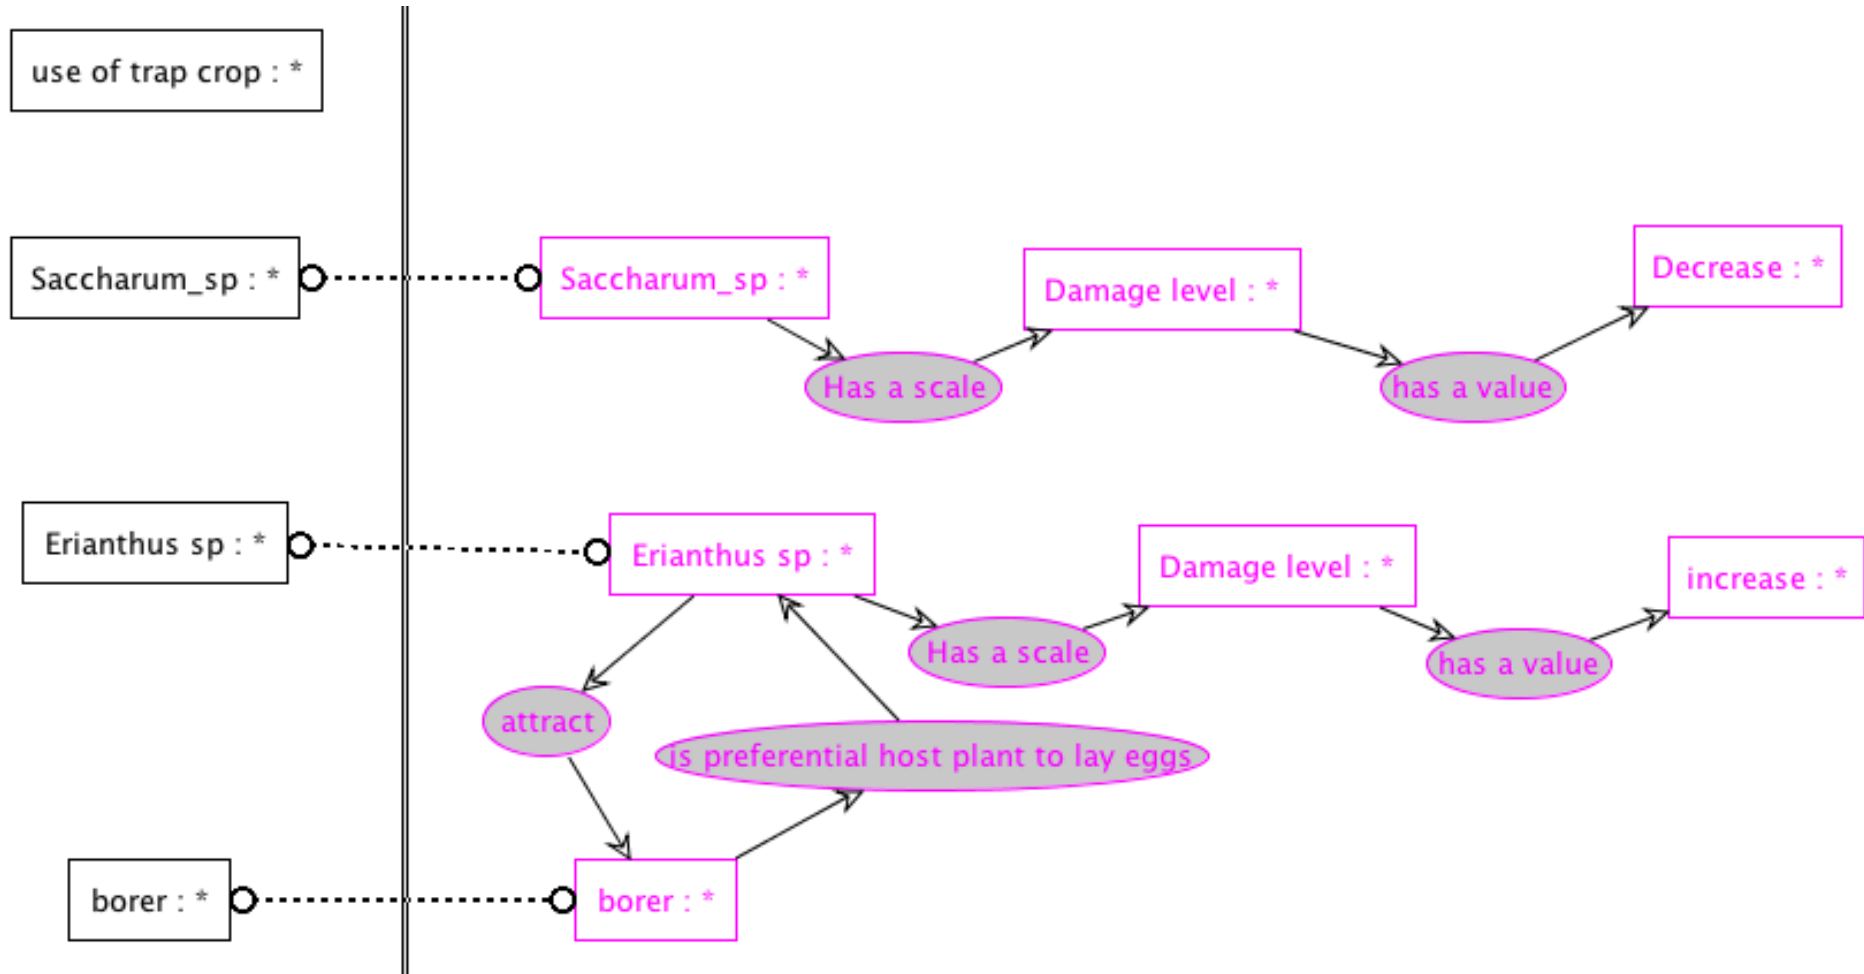 use of trap crop : *
Saccharum_sp : *
Saccharum_sp : *
Damage level : *
Decrease : *
Has a scale
has a value
Erianthus sp : *
Erianthus sp : *
Damage level : *
increase : *
Has a scale
has a value
attract
is preferential host plant to lay eggs
borer : *
borer : *